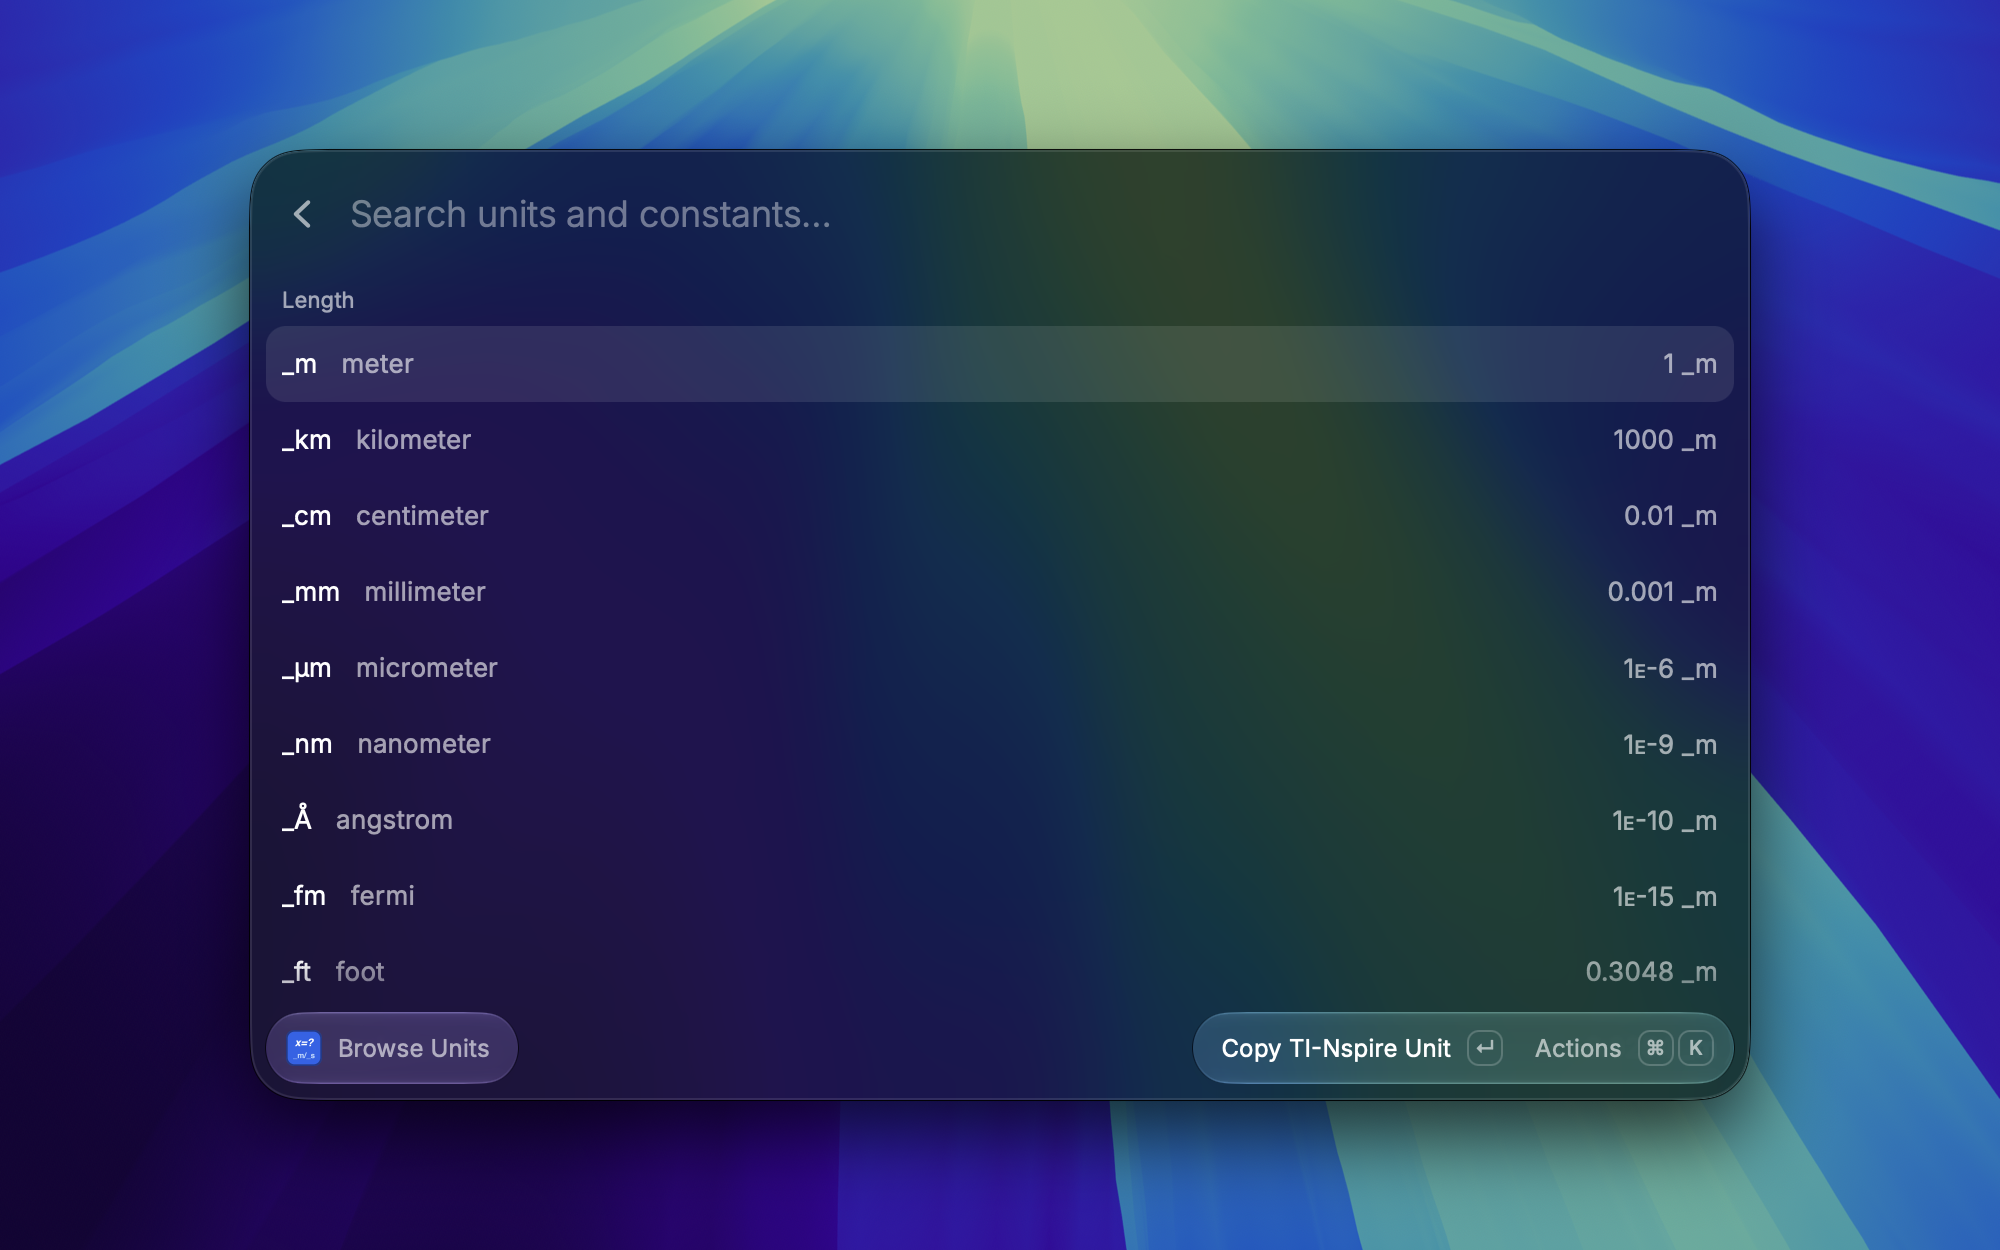 Search units and constants...
Length
_m meter 1 _m
_km kilometer 1000 _m
_cm centimeter 0.01 _m
_mm millimeter 0.001 _m
_µm micrometer 1ᴇ-6 _m
_nm nanometer 1ᴇ-9 _m
_Å angstrom 1ᴇ-10 _m
_fm fermi 1ᴇ-15 _m
_ft foot 0.3048 _m
x=? _m/_s Browse Units Copy TI-Nspire Unit ↵ Actions ⌘ K